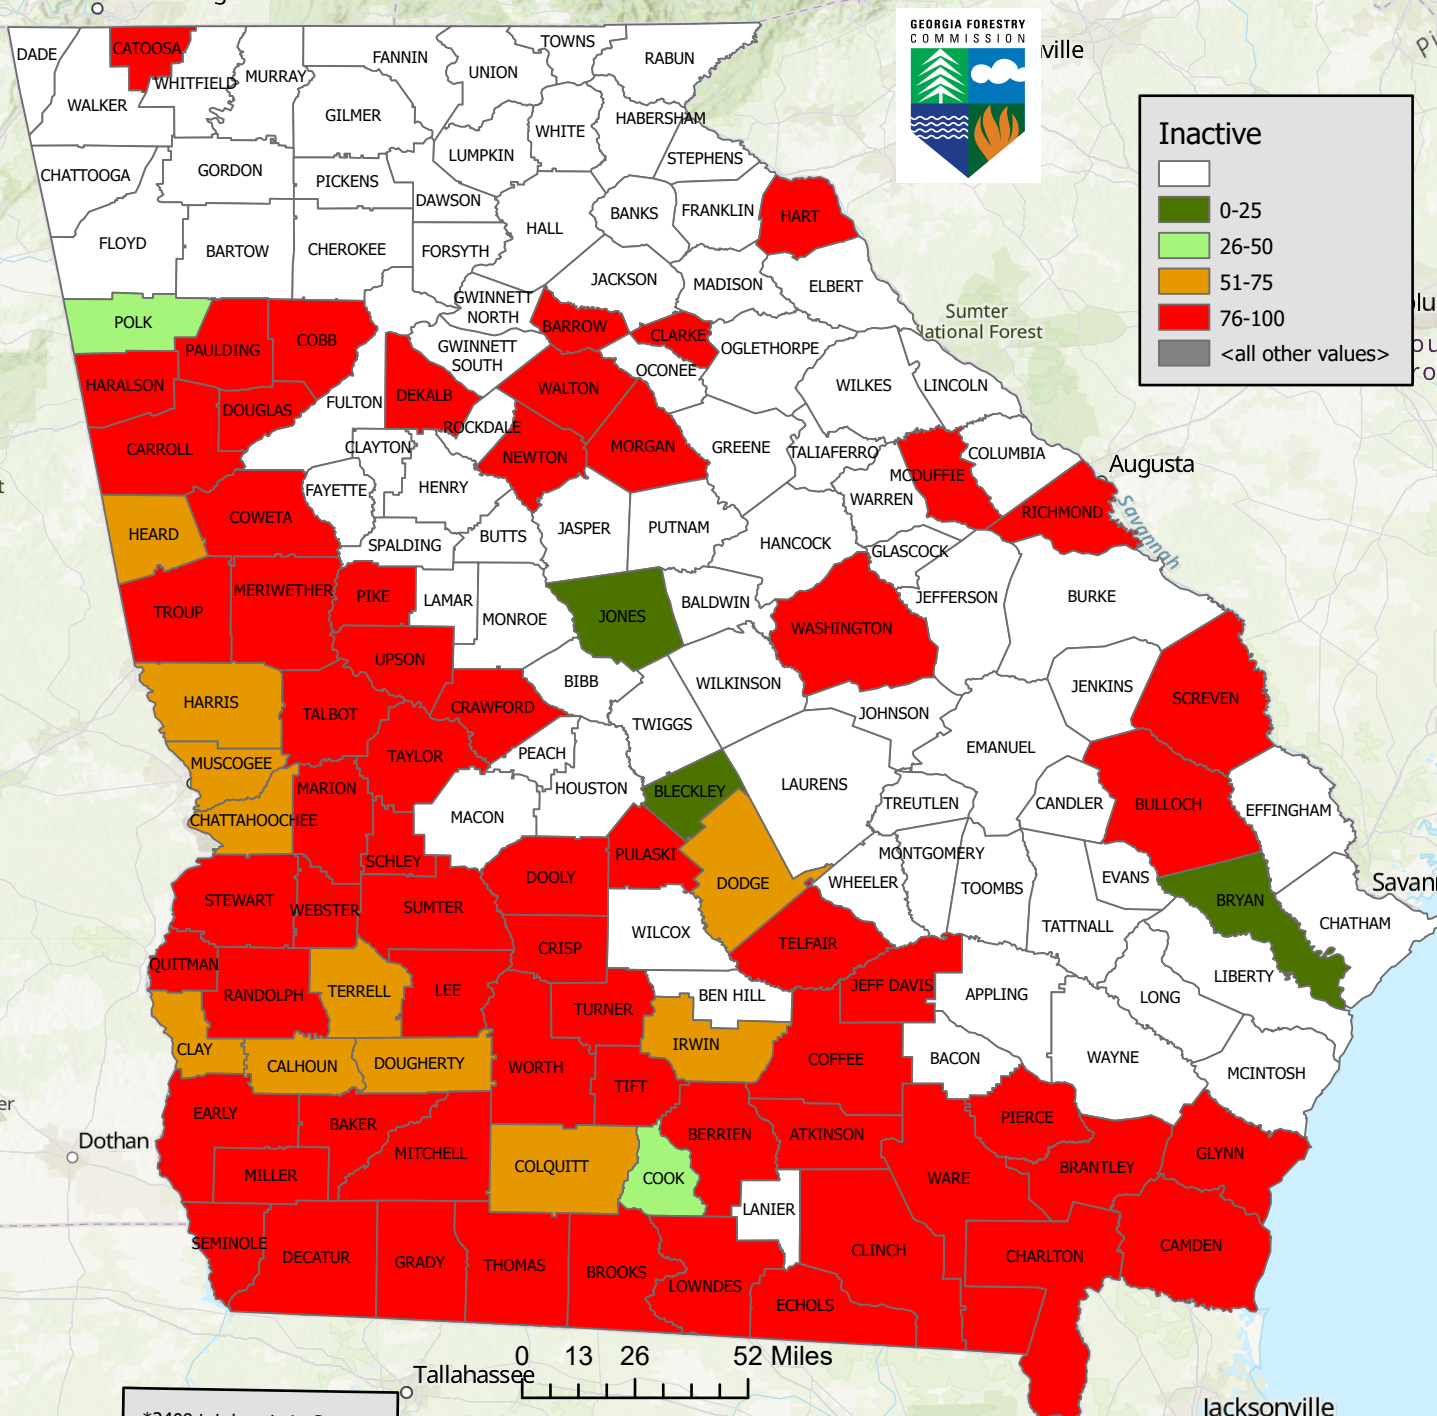 GEORGIA FORESTRY
COMMISSION
Inactive
0-25
26-50
51-75
76-100
<all other values>
DADE
CATOOSA
WHITFIELD
MURRAY
FANNIN
UNION
TOWNS
RABUN
WALKER
GILMER
WHITE
HABERSHAM
LUMPKIN
STEPHENS
CHATTOOGA
GORDON
PICKENS
DAWSON
HALL
BANKS
FRANKLIN
HART
FLOYD
BARTOW
CHEROKEE
FORSYTH
JACKSON
MADISON
ELBERT
GWINNETT
NORTH
POLK
PAULDING
COBB
GWINNETT
SOUTH
BARROW
CLARKE
OGLETHORPE
Sumter
National Forest
HARALSON
DOUGLAS
FULTON
DEKALB
WALTON
OCONEE
WILKES
LINCOLN
CARROLL
CLAYTON
ROCKDALE
NEWTON
MORGAN
GREENE
TALIAFERRO
MCDUFFIE
COLUMBIA
Augusta
HEARD
COWETA
FAYETTE
HENRY
SPALDING
BUTTS
JASPER
PUTNAM
HANCOCK
WARREN
GLASCOCK
RICHMOND
Savannah
TROUP
MERIWETHER
PIKE
LAMAR
MONROE
JONES
BALDWIN
WASHINGTON
JEFFERSON
BURKE
UPSON
HARRIS
TALBOT
CRAWFORD
BIBB
TWIGGS
WILKINSON
JOHNSON
JENKINS
SCREVEN
MUSCOGEE
TAYLOR
PEACH
HOUSTON
BLECKLEY
LAURENS
EMANUEL
CHATTAHOOCHEE
MARION
MACON
TREUTLEN
CANDLER
BULLOCH
EFFINGHAM
SCHLEY
DOOLY
PULASKI
DODGE
WHEELER
MONTGOMERY
TOOMBS
EVANS
BRYAN
STEWART
WEBSTER
SUMTER
CRISP
WILCOX
TELFAIR
TATTNALL
CHATHAM
QUITMAN
RANDOLPH
TERRELL
LEE
TURNER
BEN HILL
JEFF DAVIS
APPLING
LONG
LIBERTY
CLAY
CALHOUN
DOUGHERTY
WORTH
IRWIN
COFFEE
BACON
WAYNE
MCINTOSH
TIFT
EARLY
BAKER
MITCHELL
BERRIEN
ATKINSON
PIERCE
Dothan
MILLER
COLQUITT
COOK
WARE
BRANTLEY
GLYNN
LANIER
SEMINOLE
DECATUR
GRADY
THOMAS
BROOKS
LOWNDES
ECHOLS
CLINCH
CHARLTON
CAMDEN
0 13 26 52 Miles
Tallahassee
Jacksonville